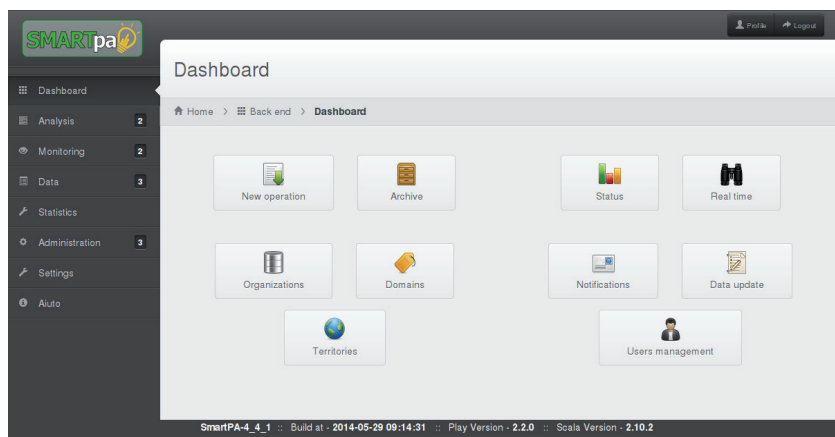 SMARTpa
Profile Logout
Dashboard
Dashboard
Analysis 2
Monitoring 2
Data 3
Statistics
Administration 3
Settings
Aiuto
Home > Back end > Dashboard
New operation Archive Status Real time
Organizations Domains Notifications Data update
Territories Users management
SmartPA-4_4_1 :: Build at - 2014-05-29 09:14:31 :: Play Version - 2.2.0 :: Scala Version - 2.10.2